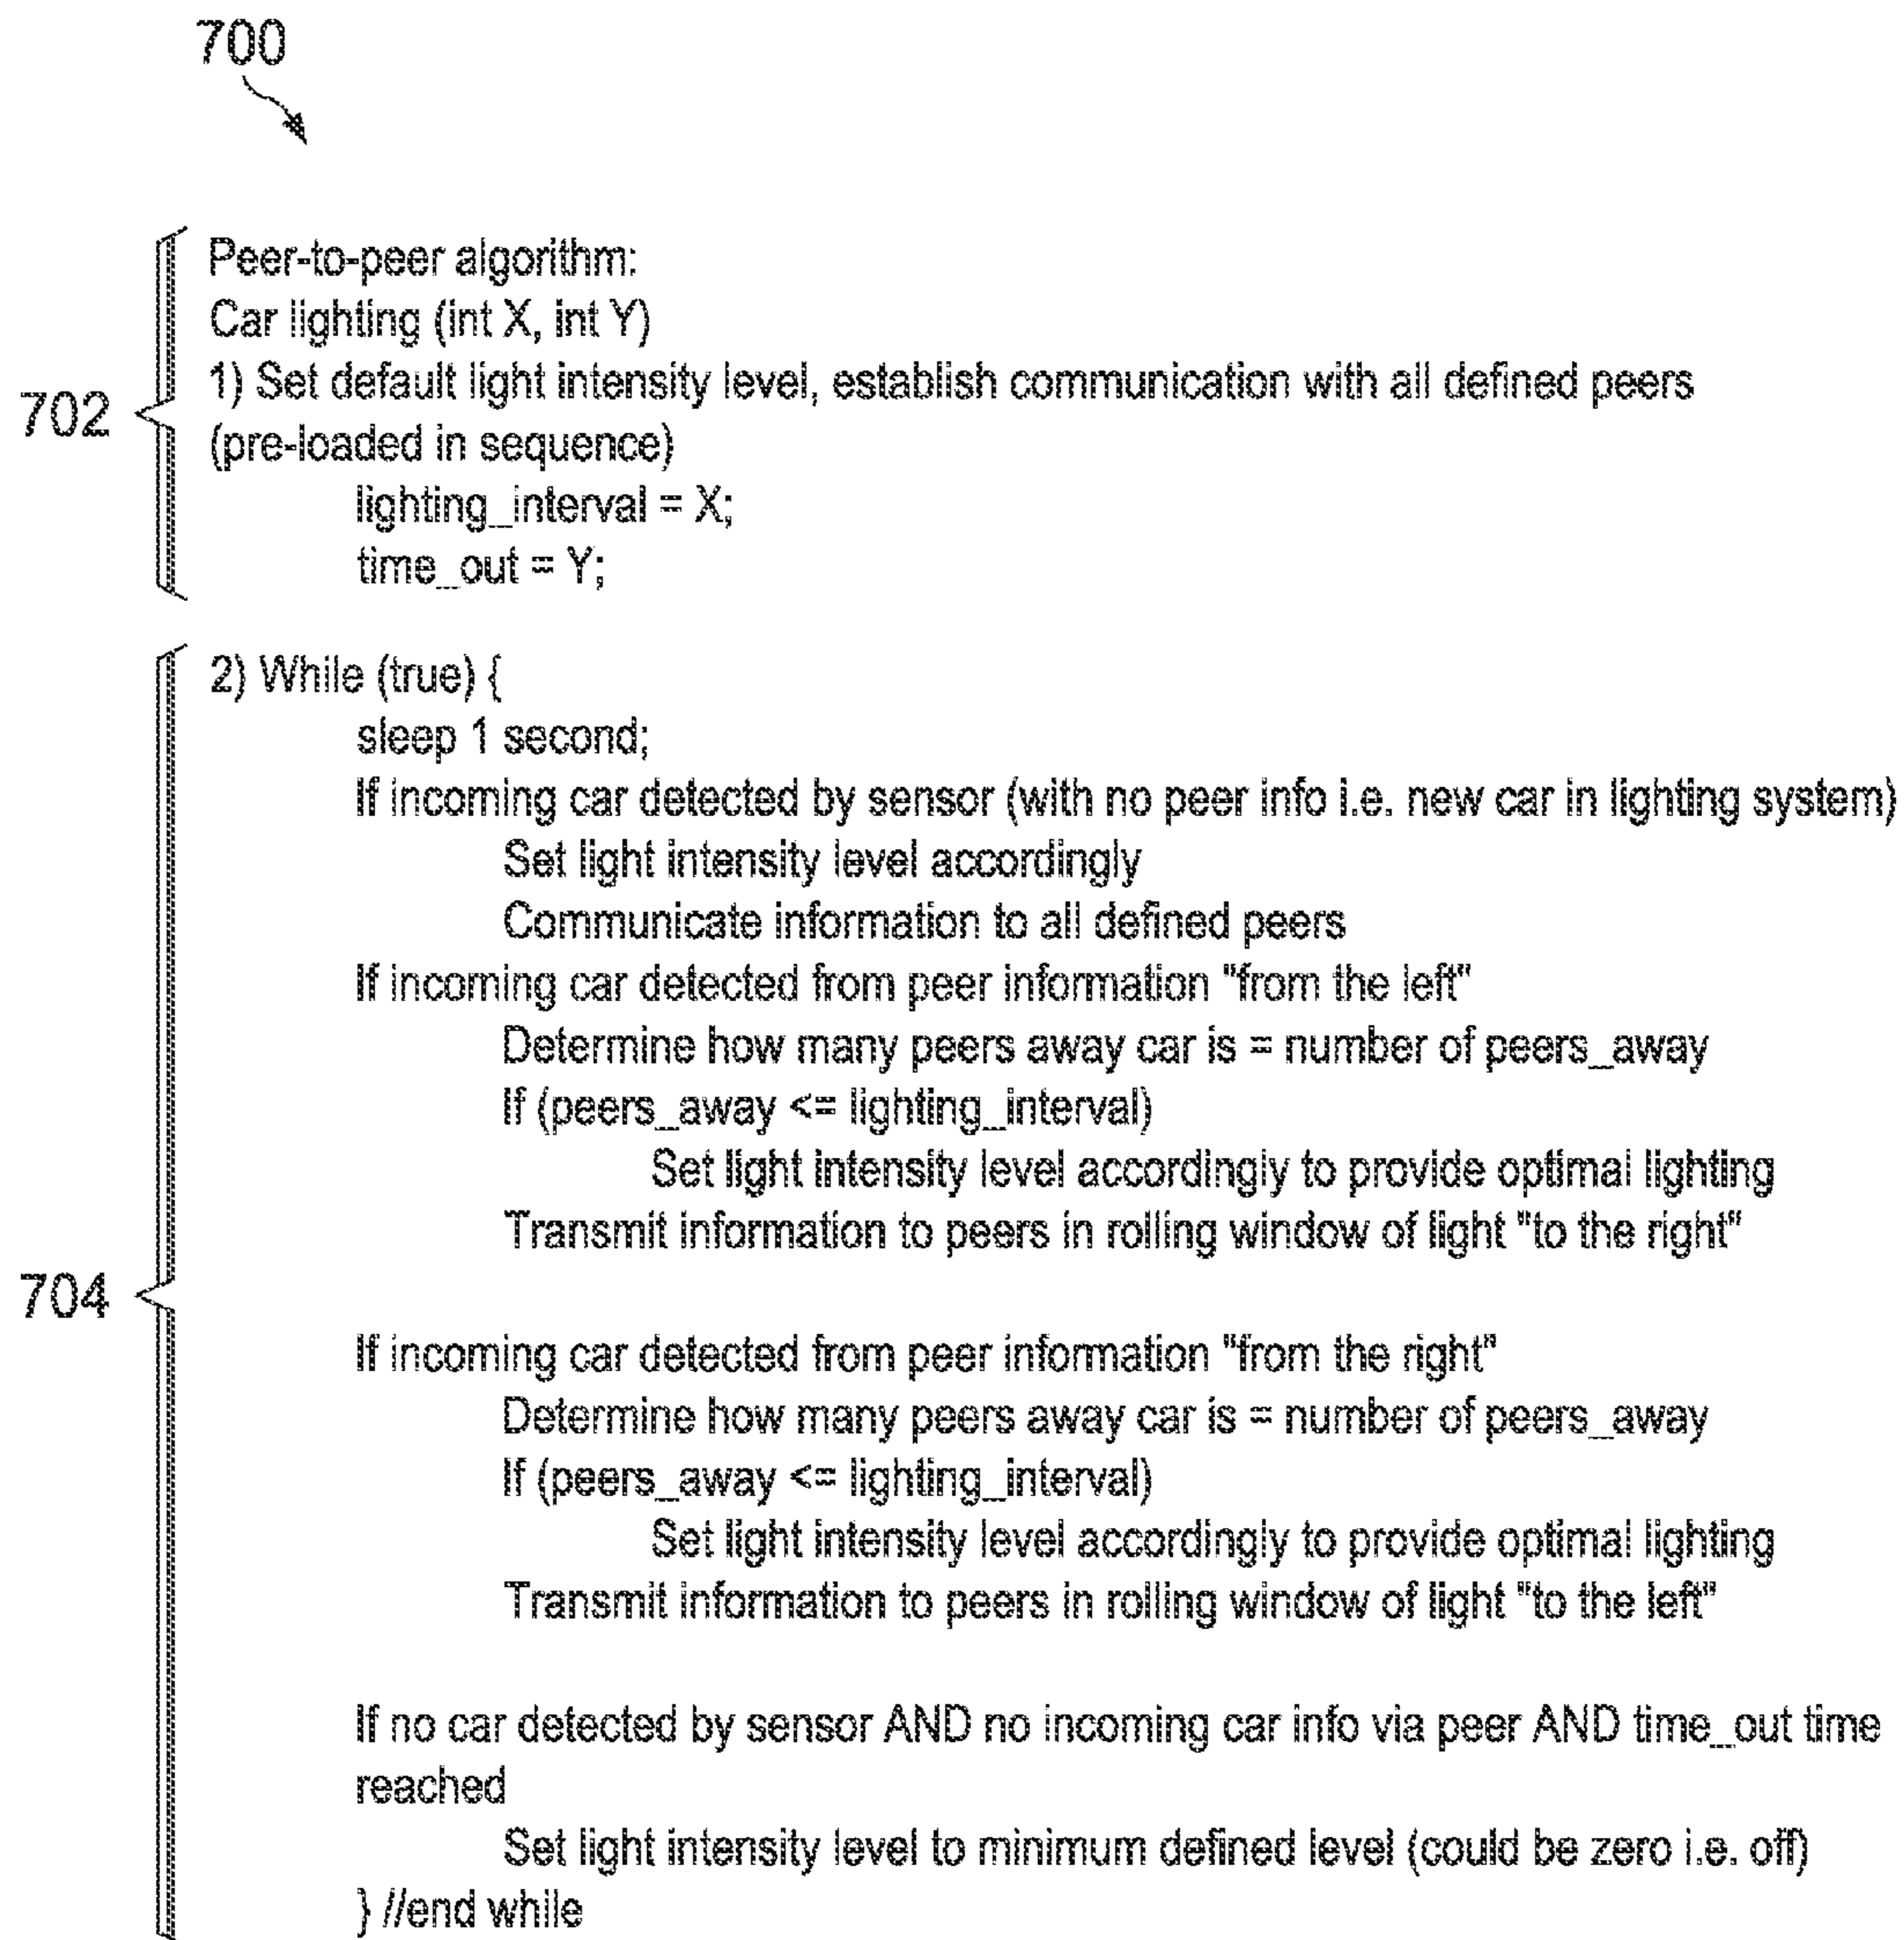 700
702
Peer-to-peer algorithm:
Car lighting (int X, int Y)
1) Set default light intensity level, establish communication with all defined peers
(pre-loaded in sequence)
lighting_interval = X;
time_out = Y;
704
2) While (true) {
sleep 1 second;
If incoming car detected by sensor (with no peer info i.e. new car in lighting system)
Set light intensity level accordingly
Communicate information to all defined peers
If incoming car detected from peer information "from the left"
Determine how many peers away car is = number of peers_away
If (peers_away <= lighting_interval)
Set light intensity level accordingly to provide optimal lighting
Transmit information to peers in rolling window of light "to the right"
If incoming car detected from peer information "from the right"
Determine how many peers away car is = number of peers_away
If (peers_away <= lighting_interval)
Set light intensity level accordingly to provide optimal lighting
Transmit information to peers in rolling window of light "to the left"
If no car detected by sensor AND no incoming car info via peer AND time_out time
reached
Set light intensity level to minimum defined level (could be zero i.e. off)
} //end while